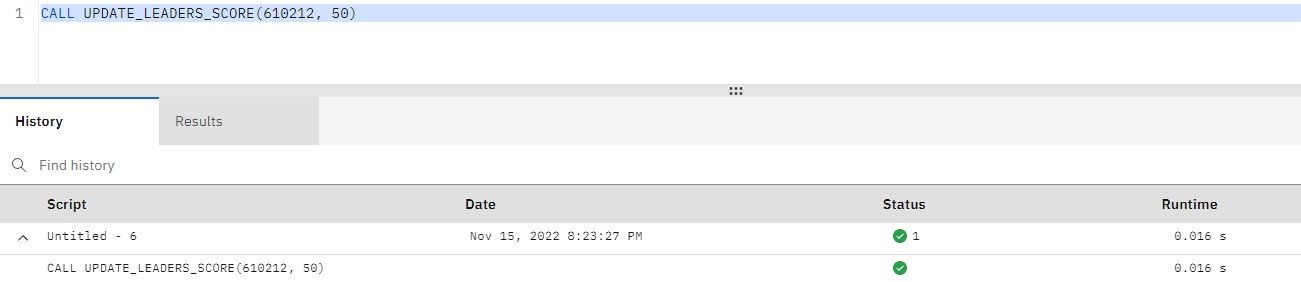 1 CALL UPDATE_LEADERS_SCORE(610212, 50)
History Results
Find history
Script Date Status Runtime
Untitled - 6 Nov 15, 2022 8:23:27 PM 1 0.016 s
CALL UPDATE_LEADERS_SCORE(610212, 50) 0.016 s